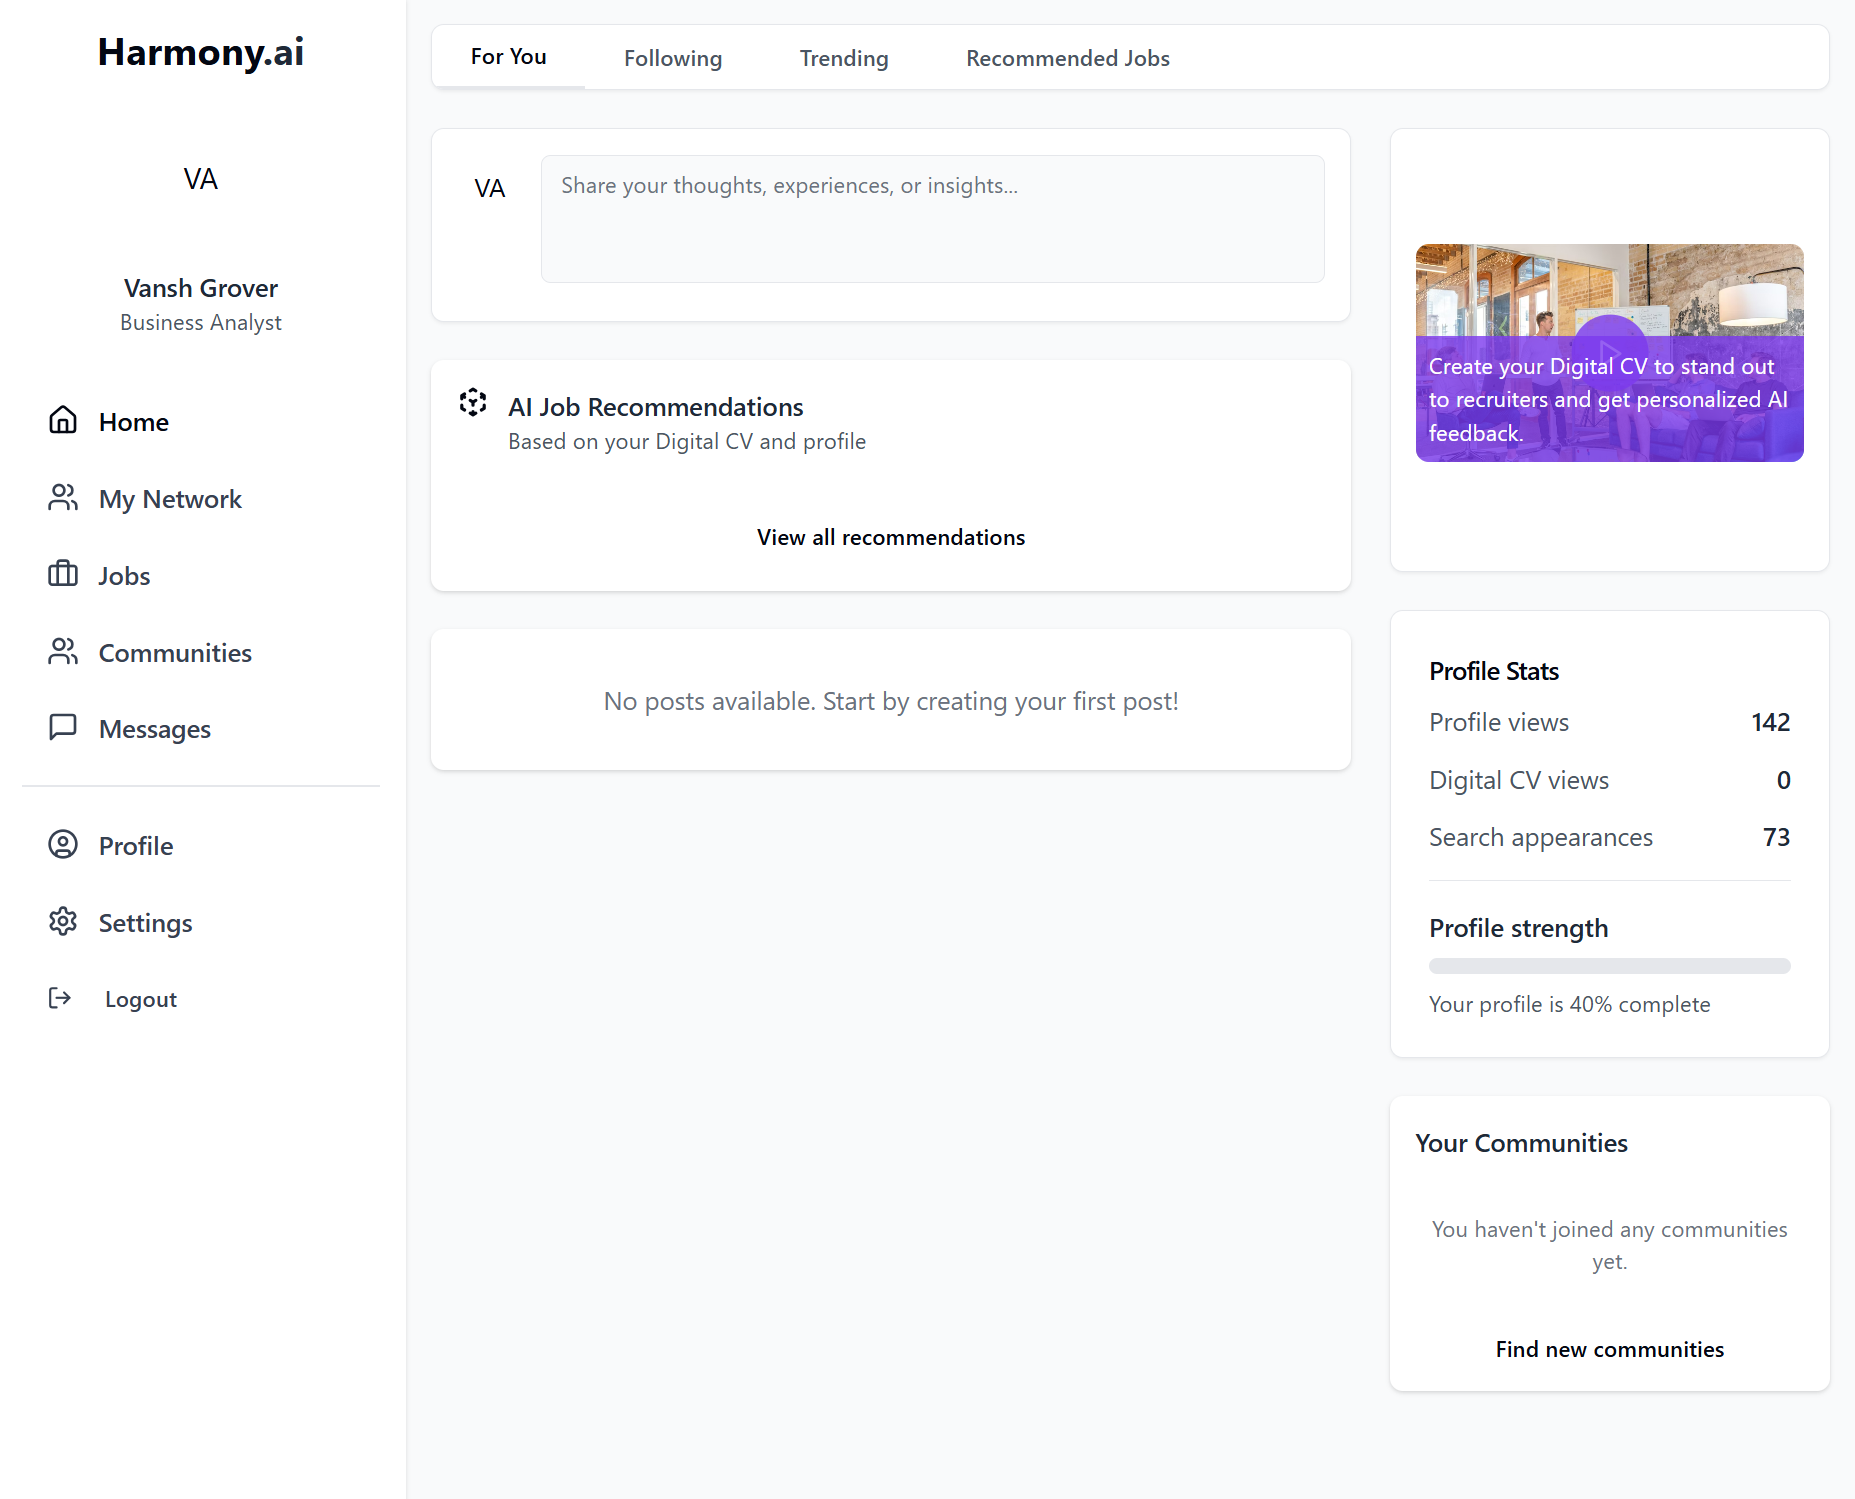 Harmony.ai
VA
Vansh Grover
Business Analyst
Home
My Network
Jobs
Communities
Messages
Profile
Settings
Logout
For You
Following
Trending
Recommended Jobs
VA
Share your thoughts, experiences, or insights...
AI Job Recommendations
Based on your Digital CV and profile
View all recommendations
No posts available. Start by creating your first post!
Create your Digital CV to stand out
to recruiters and get personalized AI
feedback.
Profile Stats
Profile views 142
Digital CV views 0
Search appearances 73
Profile strength
Your profile is 40% complete
Your Communities
You haven't joined any communities
yet.
Find new communities